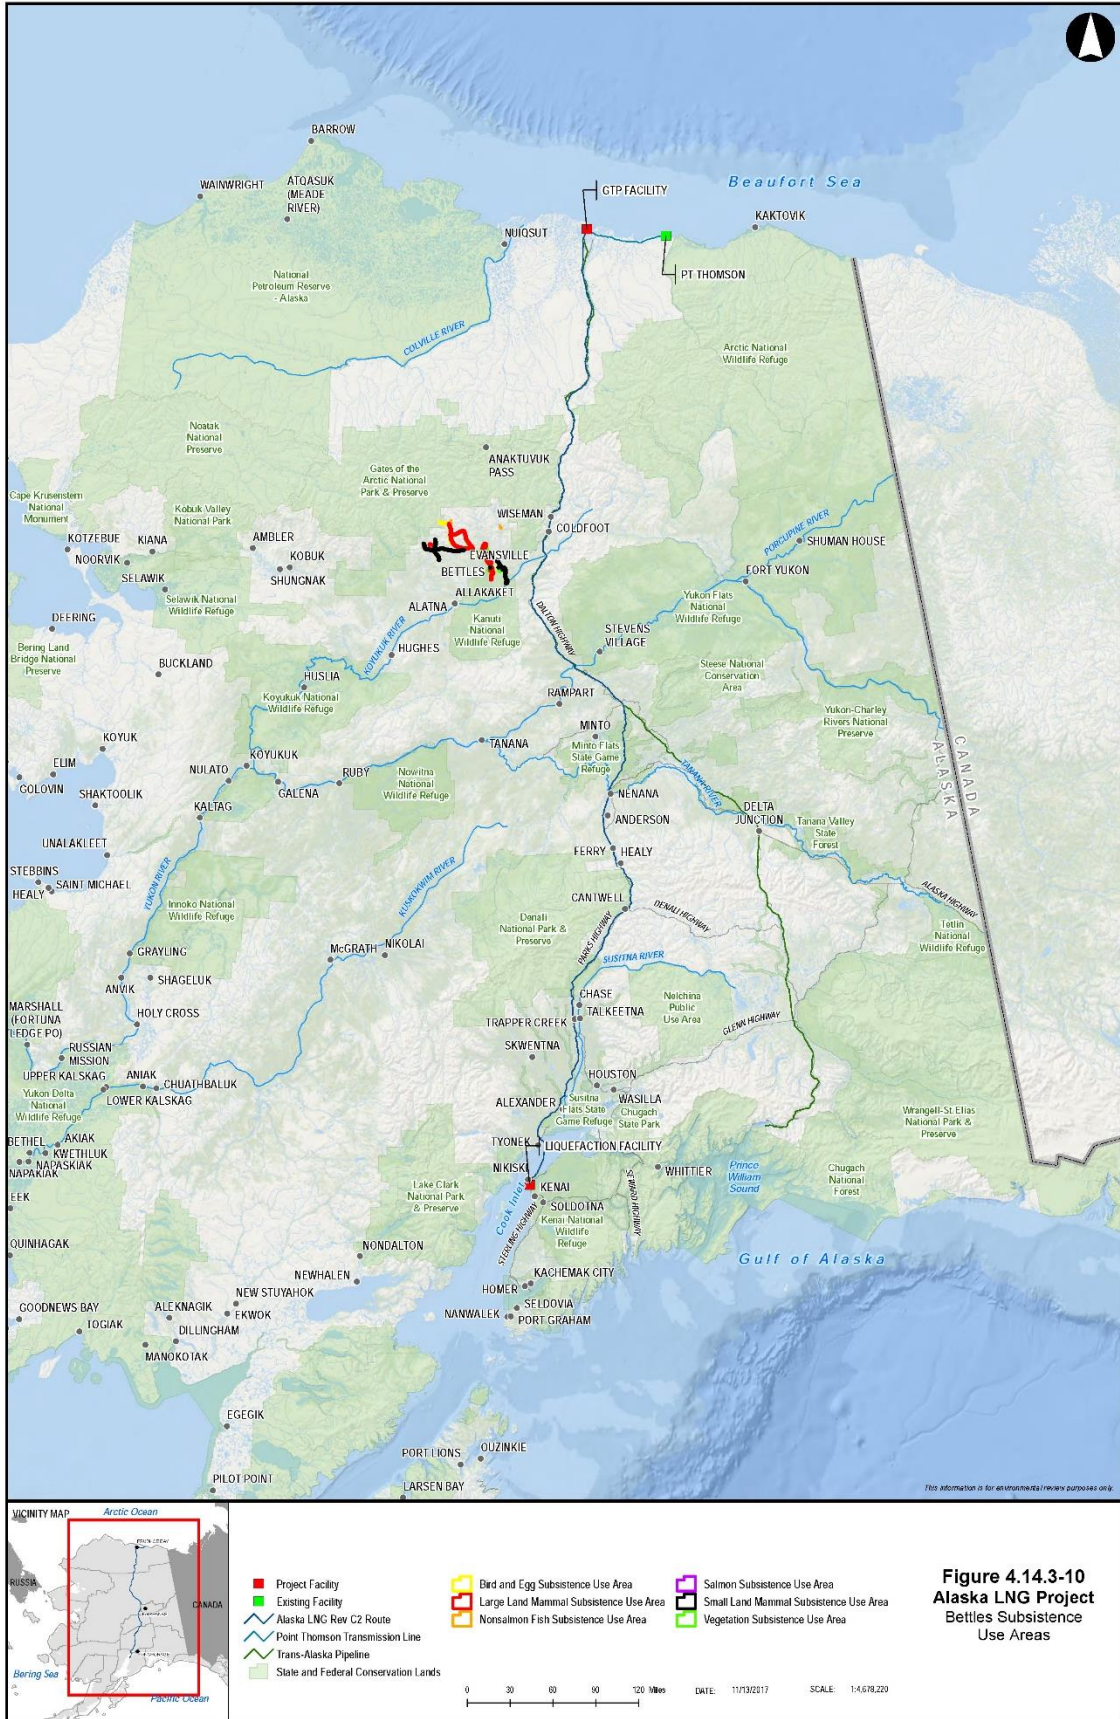 BARROW
WAINWRIGHT
ATQASUK
(MEADE
RIVER)
NUIQSUT
GTP FACILITY
Beaufort Sea
KAKTOVIK
PT THOMSON
National
Petroleum Reserve
- Alaska
COLVILLE RIVER
Arctic National
Wildlife Refuge
Noatak
National
Preserve
ANAKTUVUK
PASS
Gates of the
Arctic National
Park & Preserve
Cape Krusenstern
National
Monument
Kobuk Valley
National Park
WISEMAN
COLDFOOT
PORCUPINE RIVER
SHUMAN HOUSE
KOTZEBUE
KIANA
NOORVIK
AMBLER
KOBUK
SHUNGNAK
EVANSVILLE
BETTLES
FORT YUKON
SELAWIK
Selawik National
Wildlife Refuge
ALLAKAKET
ALATNA
Kanuti
National
Wildlife Refuge
DALTON HIGHWAY
Yukon Flats
National
Wildlife Refuge
DEERING
Bering Land
Bridge National
Preserve
BUCKLAND
KOYUKUK RIVER
HUGHES
STEVENS
VILLAGE
Steese National
Conservation
Area
HUSLIA
Koyukuk National
Wildlife Refuge
RAMPART
Yukon-Charley
Rivers National
Preserve
CANADA
ALASKA
KOYUK
KOYUKUK
TANANA
MINTO
Minto Flats
State Game
Refuge
ELIM
GOLOVIN
NULATO
GALENA
RUBY
Nowitna
National
Wildlife Refuge
TANANA RIVER
SHAKTOOLIK
KALTAG
NENANA
ANDERSON
DELTA
JUNCTION
Tanana Valley
State
Forest
UNALAKLEET
FERRY
HEALY
STEBBINS
SAINT MICHAEL
HEALY
YUKON RIVER
KUSKOKWIM RIVER
Innoko National
Wildlife Refuge
CANTWELL
DENALI HIGHWAY
ALASKA HIGHWAY
Tetlin
National
Wildlife Refuge
Denali
National Park &
Preserve
PARKS HIGHWAY
GRAYLING
McGRATH
NIKOLAI
SUSITNA RIVER
ANVIK
SHAGELUK
CHASE
TALKEETNA
TRAPPER CREEK
Nelchina
Public
Use Area
GLENN HIGHWAY
MARSHALL
(FORTUNA
LEDGE PO)
HOLY CROSS
RUSSIAN
MISSION
SKWENTNA
UPPER KALSKAG
ANIAK
CHUATHBALUK
LOWER KALSKAG
HOUSTON
WASILLA
Yukon Delta
National
Wildlife Refuge
ALEXANDER
Susitna
Flats State
Game Refuge
Chugach
State Park
Wrangell-St.Elias
National Park &
Preserve
BETHEL
AKIAK
KWETHLUK
NAPASKIAK
NAPAKIAK
TYONEK
LIQUEFACTION FACILITY
WHITTIER
Prince
William
Sound
Chugach
National
Forest
EEK
NIKISKI
KENAI
SOLDOTNA
Lake Clark
National Park
& Preserve
Cook Inlet
STERLING HIGHWAY
Kenai National
Wildlife
Refuge
SEWARD HIGHWAY
QUINHAGAK
NONDALTON
Gulf of Alaska
NEWHALEN
KACHEMAK CITY
HOMER
GOODNEWS BAY
ALEKNAGIK
NEW STUYAHOK
EKWOK
SELDOVIA
NANWALEK
PORT GRAHAM
TOGIAK
DILLINGHAM
MANOKOTAK
EGEGIK
PORT LIONS
OUZINKIE
PILOT POINT
LARSEN BAY
This information is for environmental review purposes only.
VICINITY MAP
Arctic Ocean
RUSSIA
CANADA
Bering Sea
Pacific Ocean
Project Facility
Existing Facility
Alaska LNG Rev C2 Route
Point Thomson Transmission Line
Trans-Alaska Pipeline
State and Federal Conservation Lands
Bird and Egg Subsistence Use Area
Large Land Mammal Subsistence Use Area
Nonsalmon Fish Subsistence Use Area
Salmon Subsistence Use Area
Small Land Mammal Subsistence Use Area
Vegetation Subsistence Use Area
0 30 60 90 120 Miles
DATE: 11/13/2017
SCALE: 1:4,678,220
Figure 4.14.3-10
Alaska LNG Project
Bettles Subsistence
Use Areas